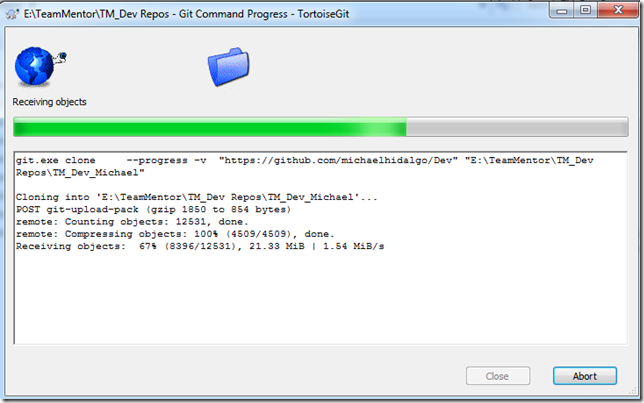 E:\TeamMentor\TM_Dev Repos - Git Command Progress - TortoiseGit
Receiving objects
git.exe clone    --progress -v  "https://github.com/michaelhidalgo/Dev" "E:\TeamMentor\TM_Dev
Repos\TM_Dev_Michael"
Cloning into 'E:\TeamMentor\TM_Dev Repos\TM_Dev_Michael'...
POST git-upload-pack (gzip 1850 to 854 bytes)
remote: Counting objects: 12531, done.
remote: Compressing objects: 100% (4509/4509), done.
Receiving objects:  67% (8396/12531), 21.33 MiB | 1.54 MiB/s
Close
Abort